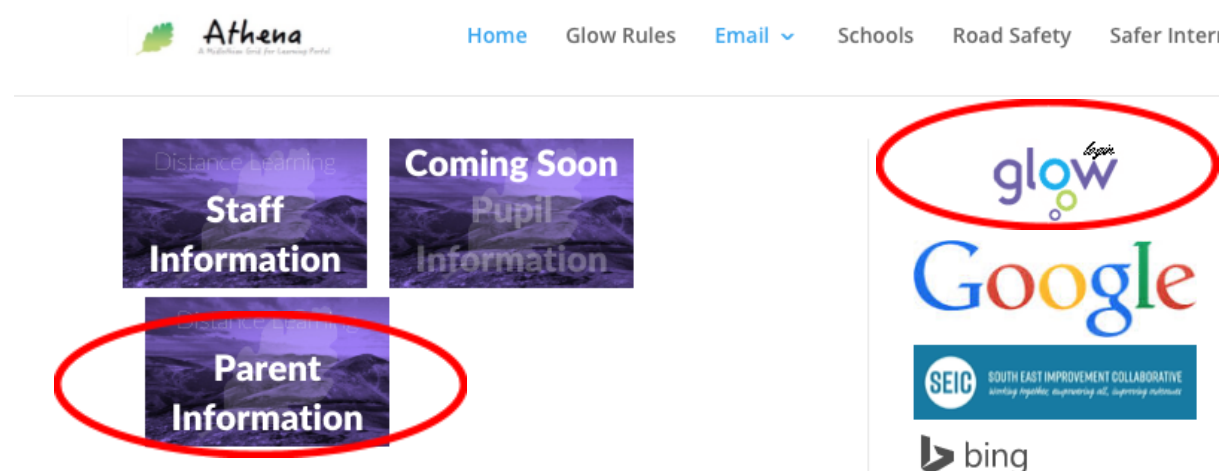 Athena
A Midlothian Grid for Learning Portal
Home Glow Rules Email Schools Road Safety Safer Inter
Distance Learning
Staff
Information
Coming Soon
Pupil
Information
Distance Learning
Parent
Information
login
glow
Google
SEIC SOUTH EAST IMPROVEMENT COLLABORATIVE
working together, empowering all, improving outcomes
bing